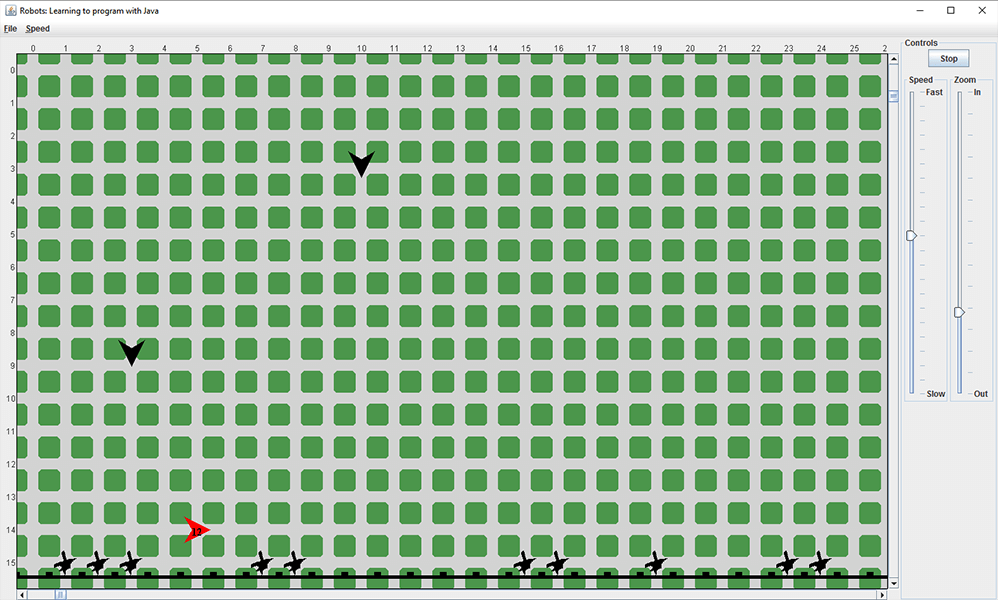 Robots: Learning to program with Java
File Speed
0 1 2 3 4 5 6 7 8 9 10 11 12 13 14 15 16 17 18 19 20 21 22 23 24 25 2
0
1
2
3
4
5
6
7
8
9
10
11
12
13
14
15
12
Controls
Stop
Speed Zoom
Fast In
Slow Out